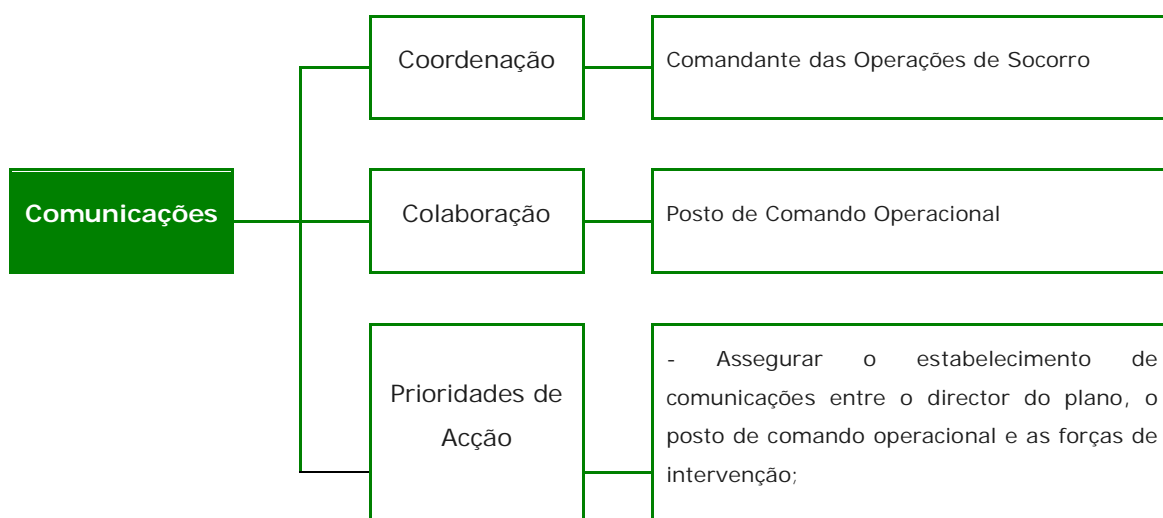 Coordenação
Comandante das Operações de Socorro
Comunicações
Colaboração
Posto de Comando Operacional
Prioridades de
Acção
- Assegurar o estabelecimento de
comunicações entre o director do plano, o
posto de comando operacional e as forças de
intervenção;